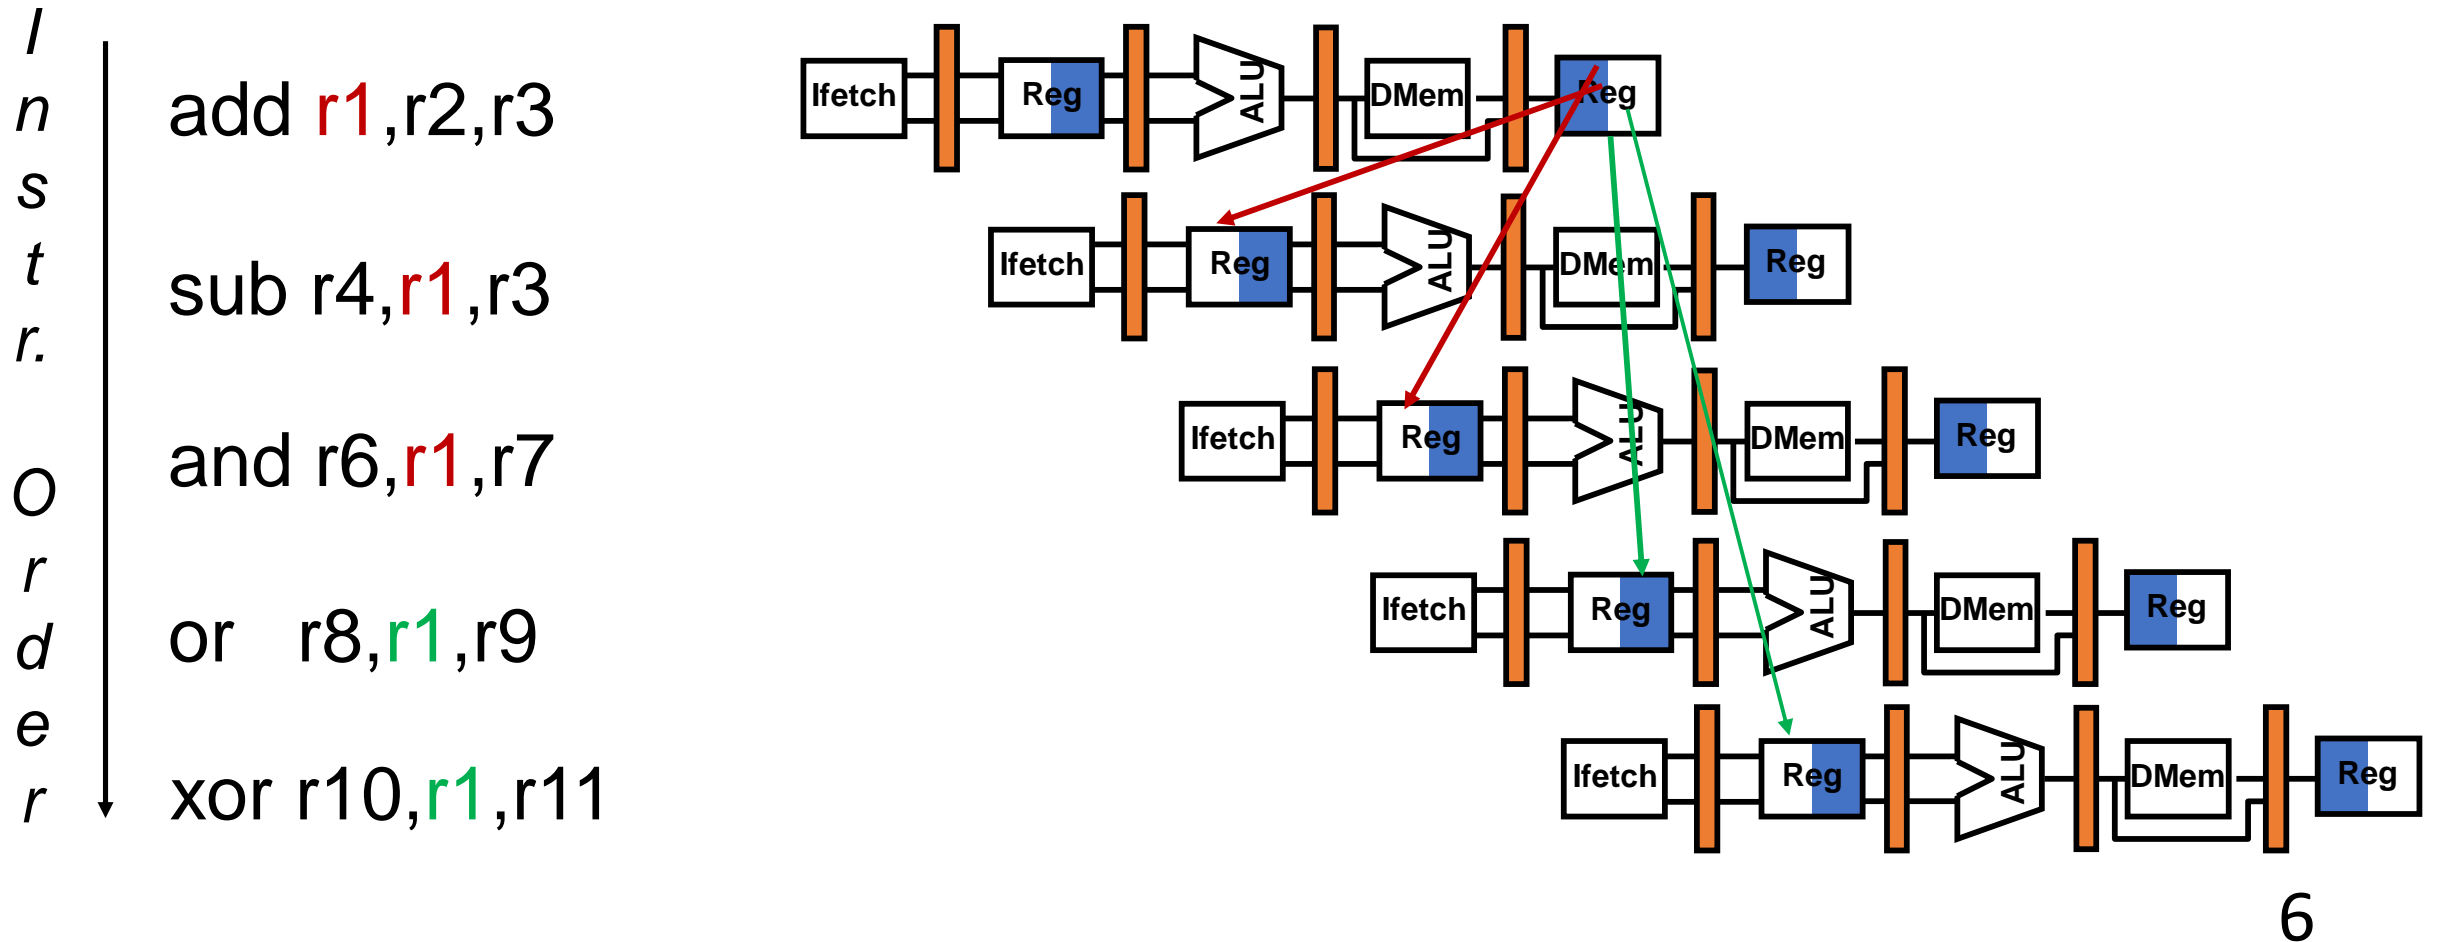 Instr. Order
add r1,r2,r3
Ifetch Reg ALU DMem Reg
sub r4,r1,r3
Ifetch Reg ALU DMem Reg
and r6,r1,r7
Ifetch Reg ALU DMem Reg
or r8,r1,r9
Ifetch Reg ALU DMem Reg
xor r10,r1,r11
Ifetch Reg ALU DMem Reg
6